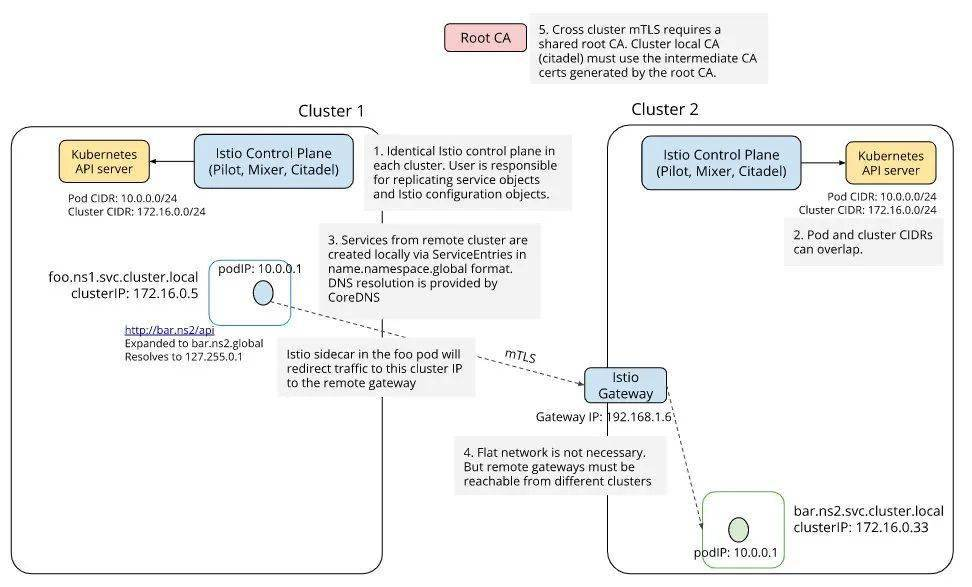 Root CA
5. Cross cluster mTLS requires a
shared root CA. Cluster local CA
(citadel) must use the intermediate CA
certs generated by the root CA.
Cluster 1
Kubernetes
API server
Istio Control Plane
(Pilot, Mixer, Citadel)
Pod CIDR: 10.0.0.0/24
Cluster CIDR: 172.16.0.0/24
1. Identical Istio control plane in
each cluster. User is responsible
for replicating service objects
and Istio configuration objects.
Cluster 2
Istio Control Plane
(Pilot, Mixer, Citadel)
Kubernetes
API server
Pod CIDR: 10.0.0.0/24
Cluster CIDR: 172.16.0.0/24
2. Pod and cluster CIDRs
can overlap.
3. Services from remote cluster are
created locally via ServiceEntries in
name.namespace.global format.
DNS resolution is provided by
CoreDNS
foo.ns1.svc.cluster.local
clusterIP: 172.16.0.5
podIP: 10.0.0.1
http://bar.ns2/api
Expanded to bar.ns2.global
Resolves to 127.255.0.1
Istio sidecar in the foo pod will
redirect traffic to this cluster IP
to the remote gateway
mTLS
Istio
Gateway
Gateway IP: 192.168.1.6
4. Flat network is not necessary.
But remote gateways must be
reachable from different clusters
bar.ns2.svc.cluster.local
clusterIP: 172.16.0.33
podIP: 10.0.0.1